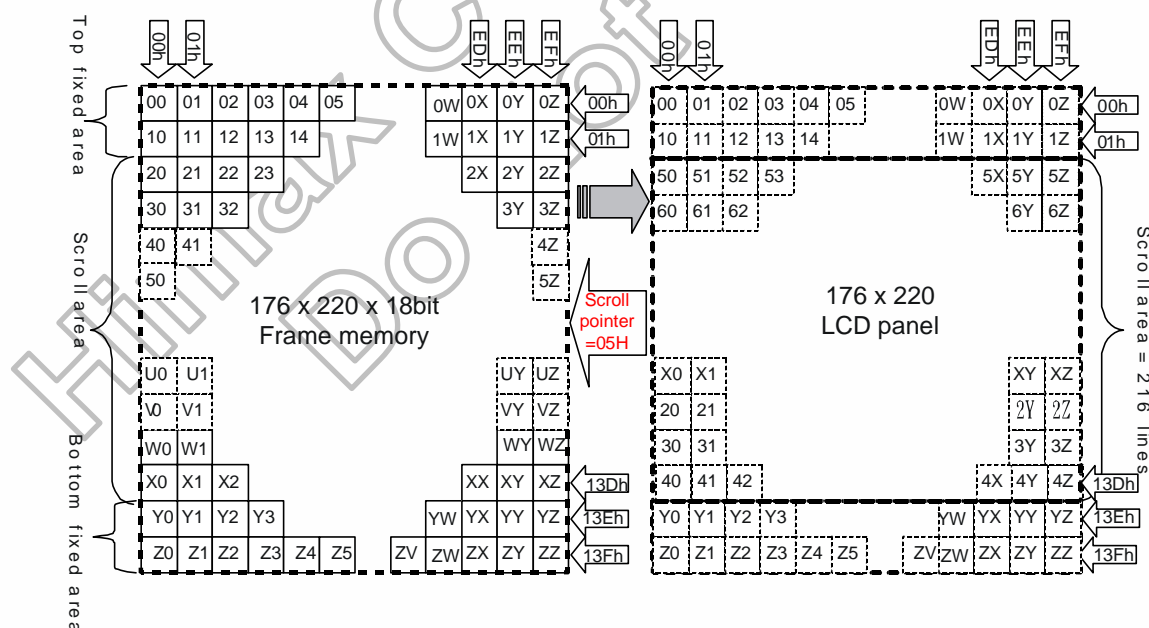 00h 01h EDh EEh EFh 00h 01h EDh EEh EFh
Top fixed area
00 01 02 03 04 05 0W 0X 0Y 0Z 00h 00 01 02 03 04 05 0W 0X 0Y 0Z 00h
10 11 12 13 14 1W 1X 1Y 1Z 01h 10 11 12 13 14 1W 1X 1Y 1Z 01h
20 21 22 23 2X 2Y 2Z 50 51 52 53 5X 5Y 5Z
30 31 32 3Y 3Z 60 61 62 6Y 6Z
Scroll area
40 41 4Z
50 5Z
176 x 220 x 18bit
Frame memory
Scroll
pointer
=05H
176 x 220
LCD panel
Scroll area = 216 lines
U0 U1 UY UZ X0 X1 XY XZ
V0 V1 VY VZ 20 21 2Y 2Z
W0 W1 WY WZ 30 31 3Y 3Z
X0 X1 X2 XX XY XZ 13Dh 40 41 42 4X 4Y 4Z 13Dh
Bottom fixed area
Y0 Y1 Y2 Y3 YW YX YY YZ 13Eh Y0 Y1 Y2 Y3 YW YX YY YZ 13Eh
Z0 Z1 Z2 Z3 Z4 Z5 ZV ZW ZX ZY ZZ 13Fh Z0 Z1 Z2 Z3 Z4 Z5 ZV ZW ZX ZY ZZ 13Fh
Himax C
Do not